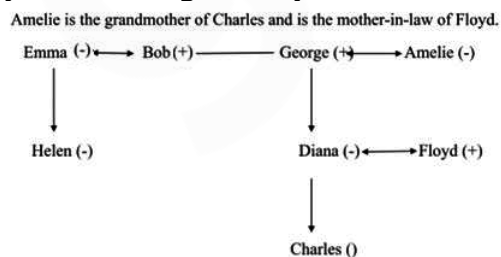 Amelie is the grandmother of Charles and is the mother-in-law of Floyd.
Emma (-) Bob (+) George (+) Amelie (-)
Helen (-) Diana (-) Floyd (+)
Charles ()